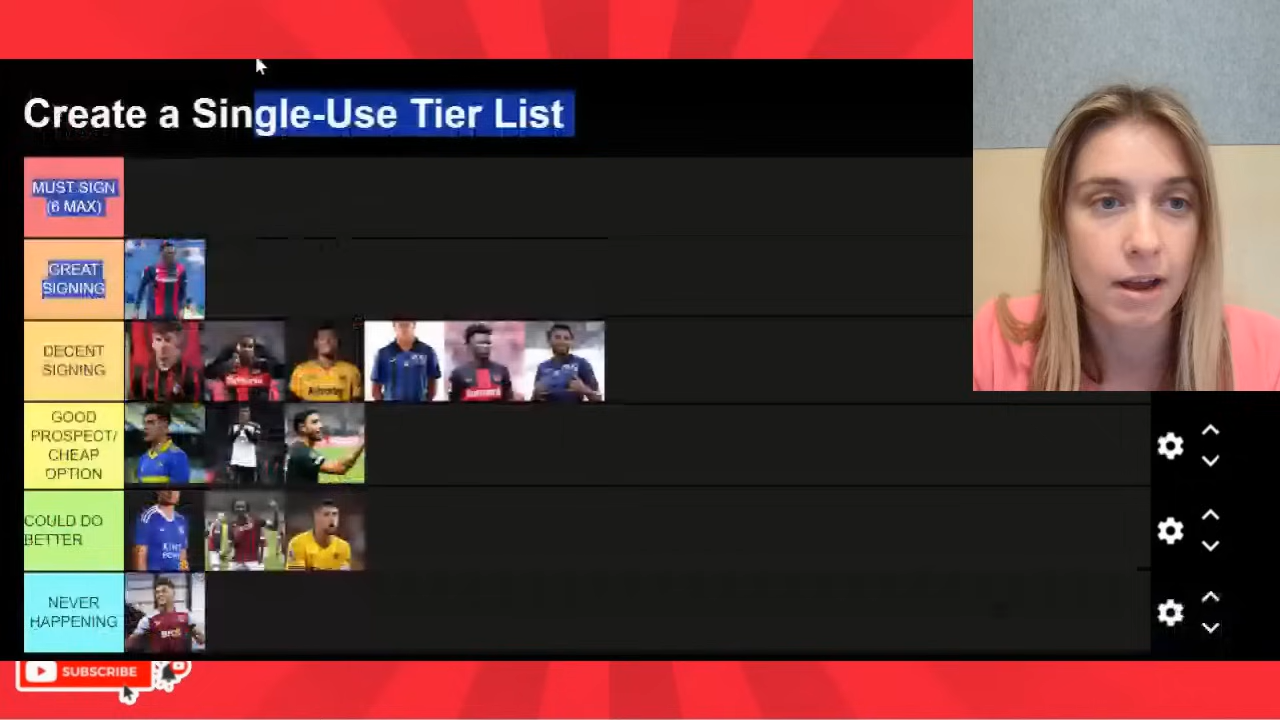 Create a Single-Use Tier List
MUST SIGN
(6 MAX)
GREAT
SIGNING
DECENT
SIGNING
GOOD
PROSPECT/
CHEAP
OPTION
COULD DO
BETTER
NEVER
HAPPENING
SUBSCRIBE